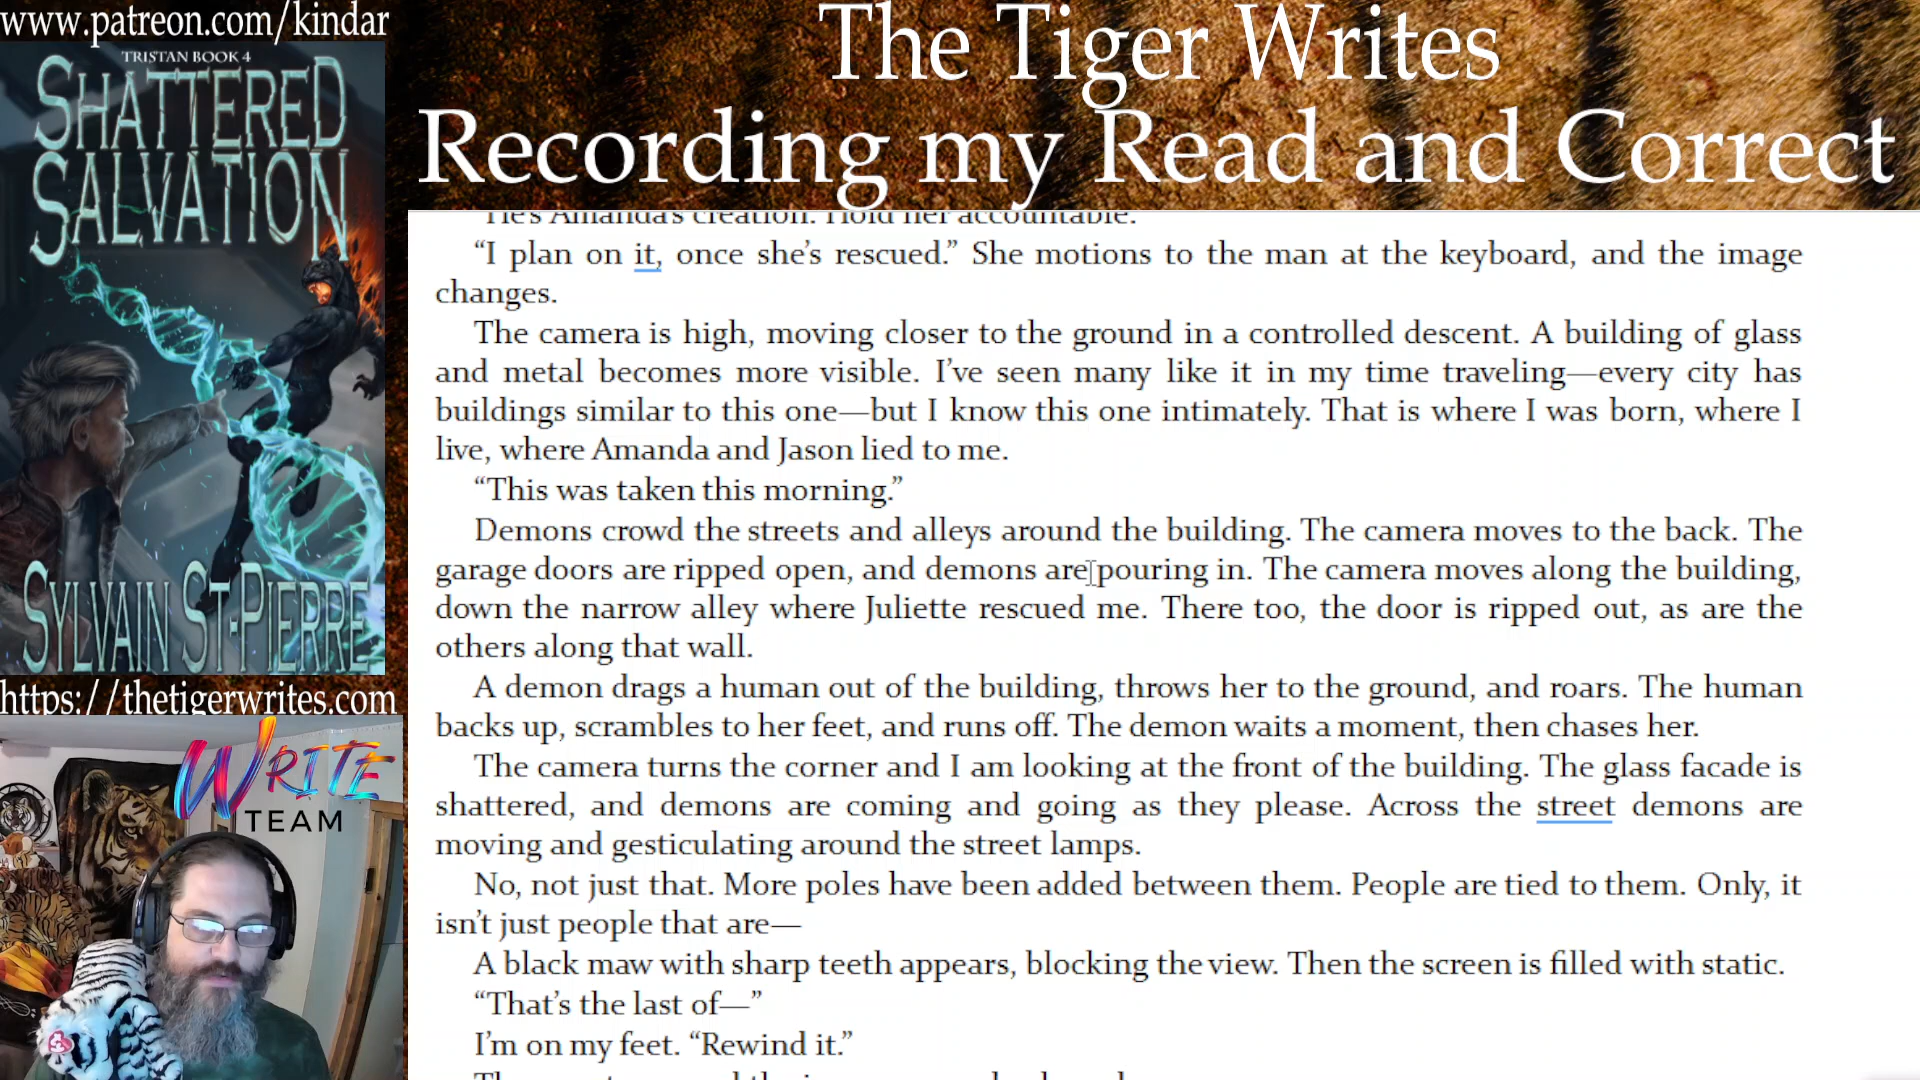 www.patreon.com/kindar
TRISTAN BOOK 4
SHATTERED
SALVATION
SYLVAIN ST-PIERRE
https://thetigerwrites.com
WRITE
TEAM
The Tiger Writes
Recording my Read and Correct
He's Amanda's creation. Hold her accountable.
“I plan on it, once she’s rescued.” She motions to the man at the keyboard, and the image
changes.
The camera is high, moving closer to the ground in a controlled descent. A building of glass
and metal becomes more visible. I’ve seen many like it in my time traveling—every city has
buildings similar to this one—but I know this one intimately. That is where I was born, where I
live, where Amanda and Jason lied to me.
“This was taken this morning.”
Demons crowd the streets and alleys around the building. The camera moves to the back. The
garage doors are ripped open, and demons are pouring in. The camera moves along the building,
down the narrow alley where Juliette rescued me. There too, the door is ripped out, as are the
others along that wall.
A demon drags a human out of the building, throws her to the ground, and roars. The human
backs up, scrambles to her feet, and runs off. The demon waits a moment, then chases her.
The camera turns the corner and I am looking at the front of the building. The glass facade is
shattered, and demons are coming and going as they please. Across the street demons are
moving and gesticulating around the street lamps.
No, not just that. More poles have been added between them. People are tied to them. Only, it
isn’t just people that are—
A black maw with sharp teeth appears, blocking the view. Then the screen is filled with static.
“That’s the last of—”
I’m on my feet. “Rewind it.”